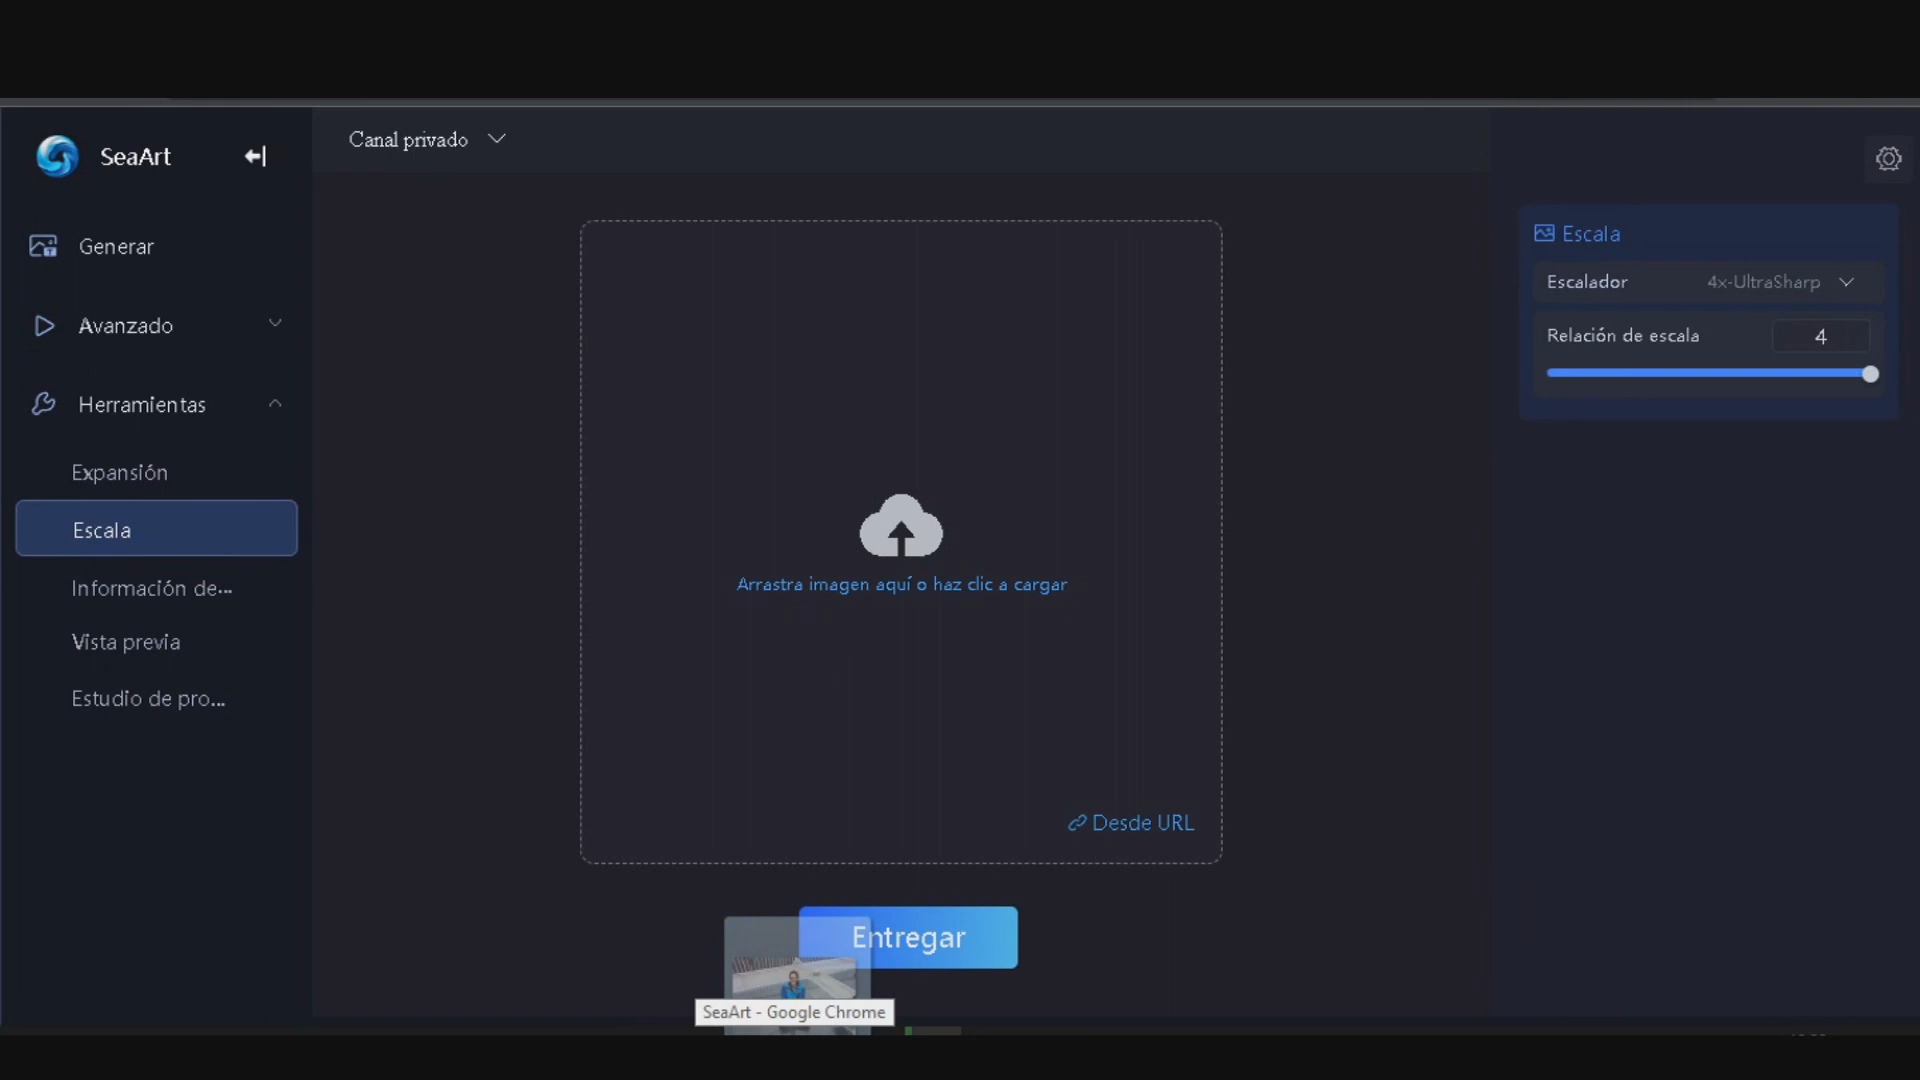 SeaArt
Canal privado
Generar
Avanzado
Herramientas
Expansión
Escala
Información de...
Vista previa
Estudio de pro...
Arrastra imagen aquí o haz clic a cargar
Desde URL
Entregar
SeaArt - Google Chrome
Escala
Escalador 4x-UltraSharp
Relación de escala 4